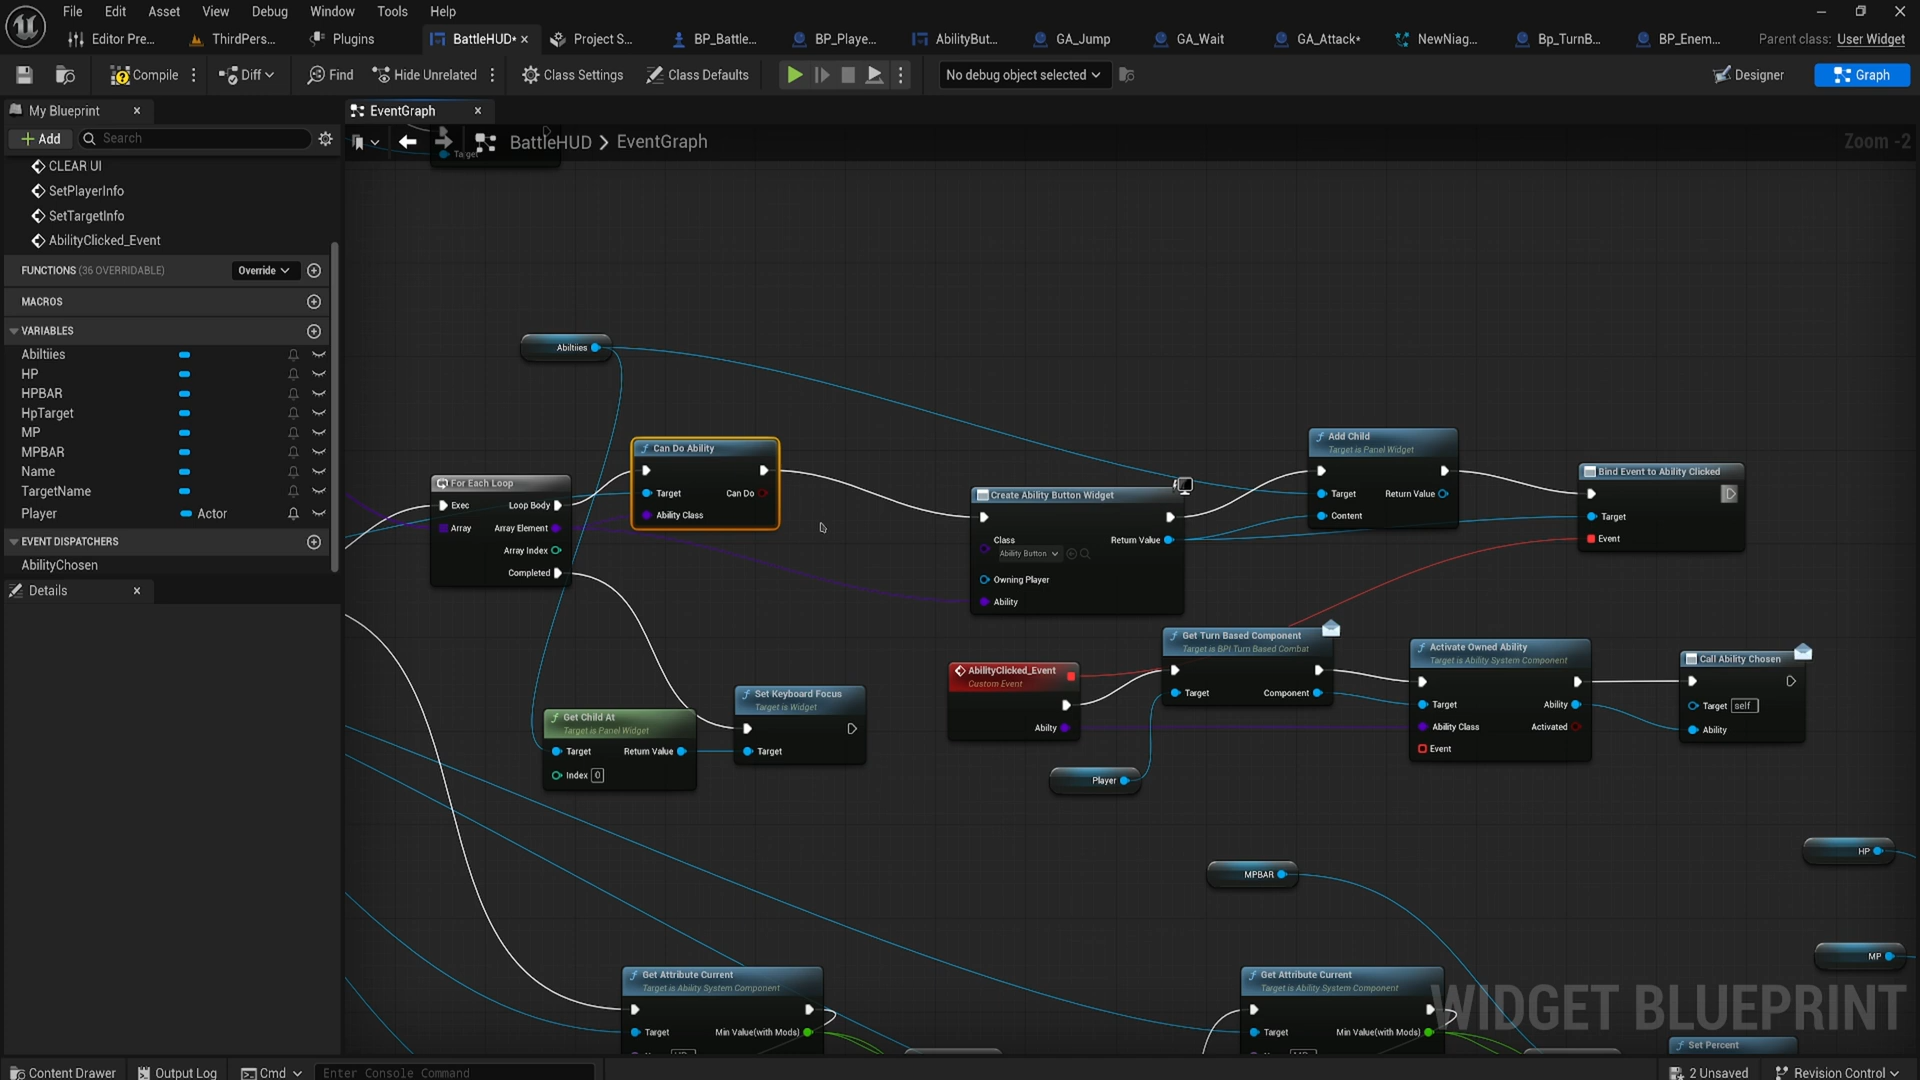 File Edit Asset View Debug Window Tools Help
Editor Pre... ThirdPers... Plugins BattleHUD* Project S... BP_Battle... BP_Playe... AbilityBut... GA_Jump GA_Wait GA_Attack* NewNiag... Bp_TurnB... BP_Enem... Parent class: User Widget
Compile Diff Find Hide Unrelated Class Settings Class Defaults No debug object selected Designer Graph
My Blueprint
EventGraph
Add Search
BattleHUD > EventGraph
Zoom -2
Target
CLEAR UI
SetPlayerInfo
SetTargetInfo
AbilityClicked_Event
FUNCTIONS (36 OVERRIDABLE) Override
MACROS
VARIABLES
Abiltiies
HP
HPBAR
HpTarget
MP
MPBAR
Name
TargetName
Player Actor
EVENT DISPATCHERS
AbilityChosen
Details
Abiltiies
For Each Loop
Exec Loop Body
Array Array Element
Array Index
Completed
Can Do Ability
Target Can Do
Ability Class
Create Ability Button Widget
Class
Ability Button
Return Value
Owning Player
Ability
Add Child
Target is Panel Widget
Target Return Value
Content
Bind Event to Ability Clicked
Target
Event
Get Child At
Target is Panel Widget
Target Return Value
Index 0
Set Keyboard Focus
Target is Widget
Target
AbilityClicked_Event
Custom Event
Abilty
Get Turn Based Component
Target is BPI Turn Based Combat
Target Component
Player
Activate Owned Ability
Target is Ability System Component
Target Ability
Ability Class Activated
Event
Call Ability Chosen
Target self
Ability
HP
MPBAR
MP
Get Attribute Current
Target is Ability System Component
Target Min Value(with Mods)
Get Attribute Current
Target is Ability System Component
Target Min Value(with Mods)
Set Percent
WIDGET BLUEPRINT
Content Drawer Output Log Cmd Enter Console Command 2 Unsaved Revision Control